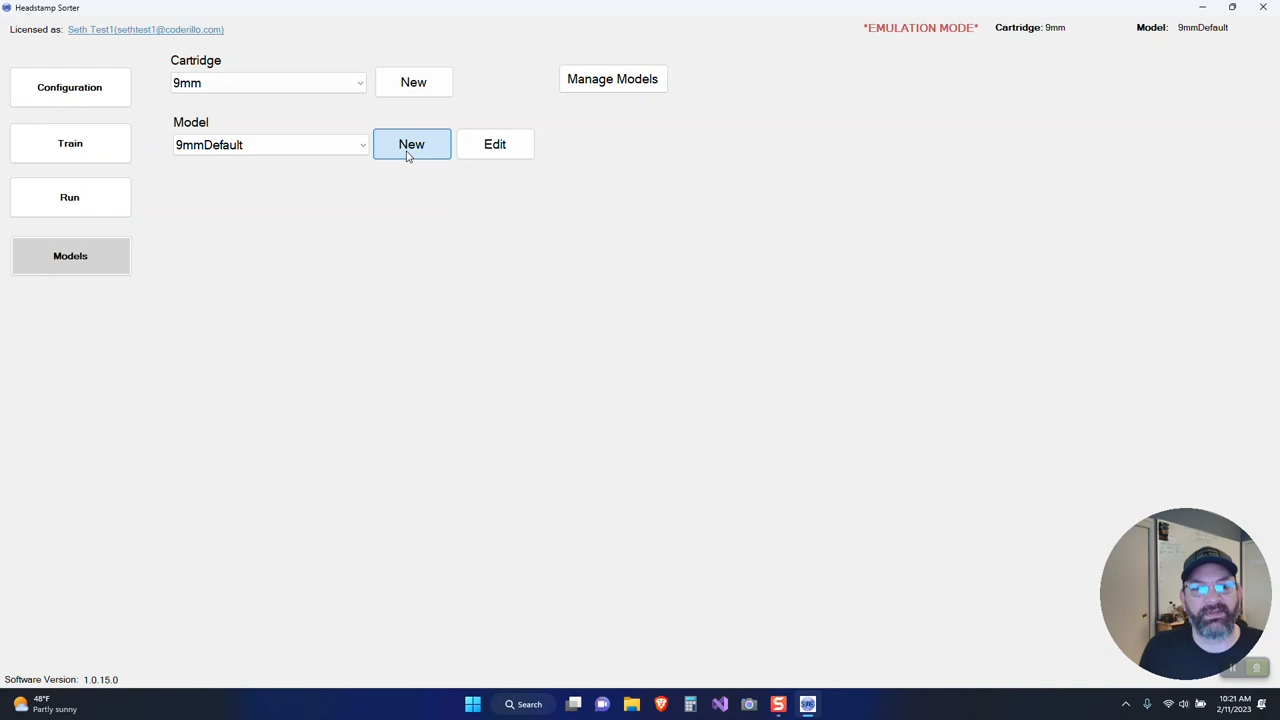 Headstamp Sorter
Licensed as: Seth Test1(sethtest1@coderillo.com)
*EMULATION MODE* Cartridge: 9mm Model: 9mmDefault
Cartridge
9mm New Manage Models
Configuration
Model
9mmDefault New Edit
Train
Run
Models
Software Version: 1.0.15.0
48°F
Partly sunny
Search
10:21 AM
2/11/2023